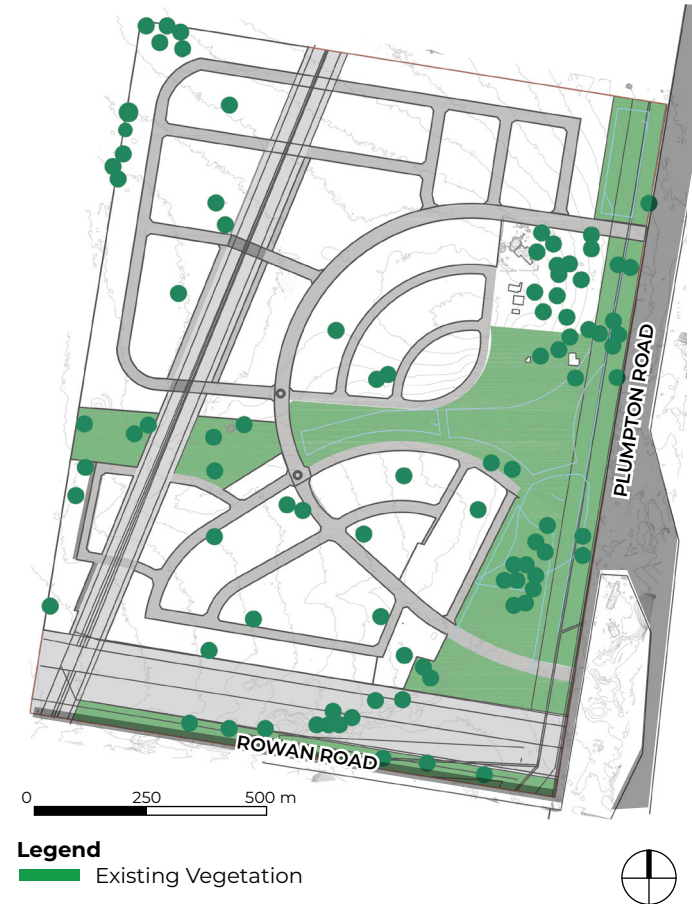 PLUMPTON ROAD
ROWAN ROAD
0 250 500 m
Legend
Existing Vegetation